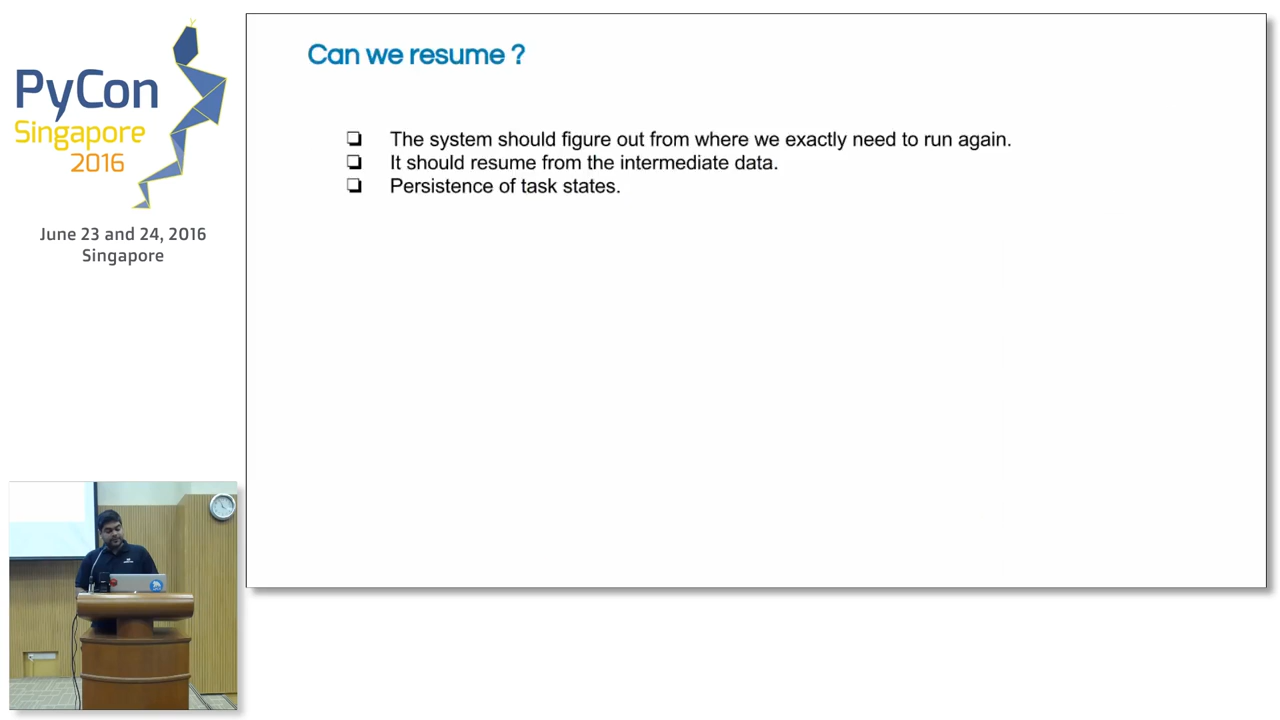 PyCon
Singapore
2016
June 23 and 24, 2016
Singapore
Can we resume ?
The system should figure out from where we exactly need to run again.
It should resume from the intermediate data.
Persistence of task states.